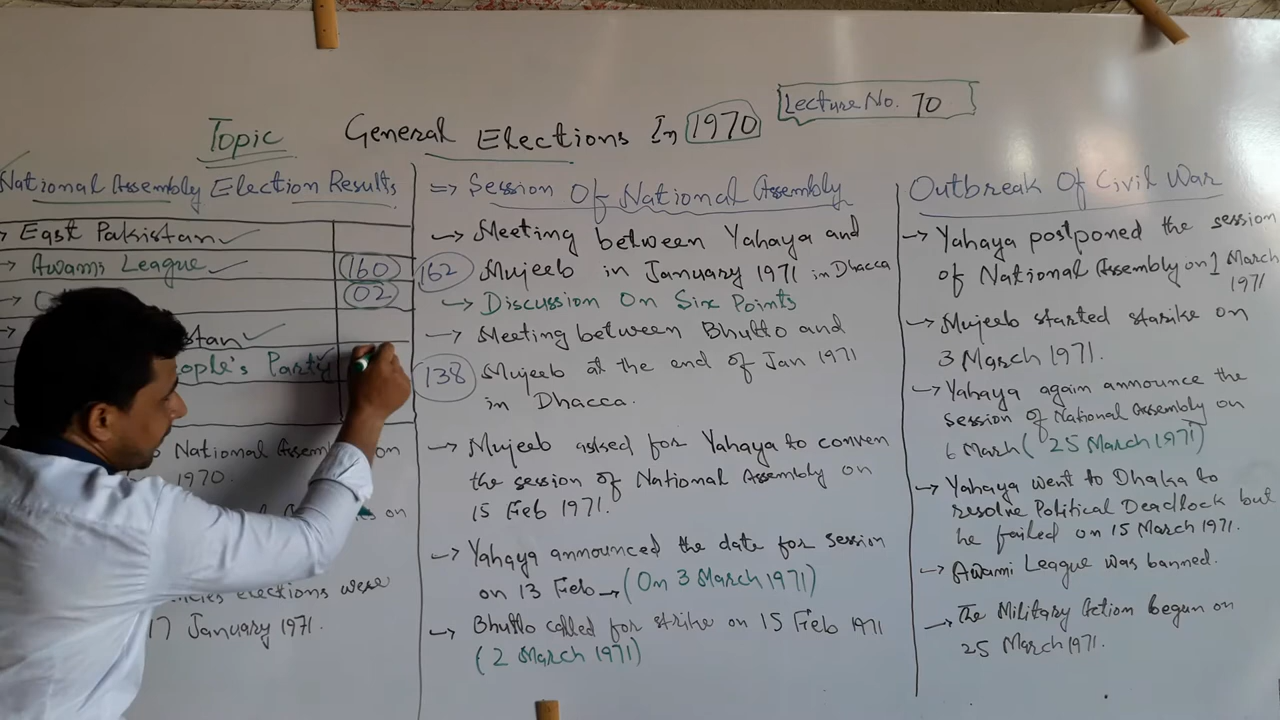 Lecture No. 70
Topic General Elections In 1970
National Assembly Election Results
→ East Pakistan ✓
→ Awami League ✓ 160 162
→ 02
stan ✓
ople's Party 138
National Assem on
1970.
on
elections were
17 January 1971.
=> Session Of National Assembly
→ Meeting between Yahaya and
Mujeeb in January 1971 in Dhacca
→ Discussion On Six Points
→ Meeting between Bhutto and
Mujeeb at the end of Jan 1971
in Dhacca.
→ Mujeeb asked for Yahaya to conven
the session of National Assembly on
15 Feb 1971.
→ Yahaya announced the date for session
on 13 Feb → (On 3 March 1971)
→ Bhutto called for strike on 15 Feb 1971
(2 March 1971)
Outbreak Of Civil War
→ Yahaya postponed the session
of National Assembly on 1 March
1971
→ Mujeeb started starike on
3 March 1971.
→ Yahaya again announce the
session of National Assembly on
6 Marh (25 March 1971)
→ Yahaya went to Dhaka to
resolve Political Deadlock but
he failed on 15 March 1971.
→ Awami League was banned.
→ The Military Action begun on
25 March 1971.